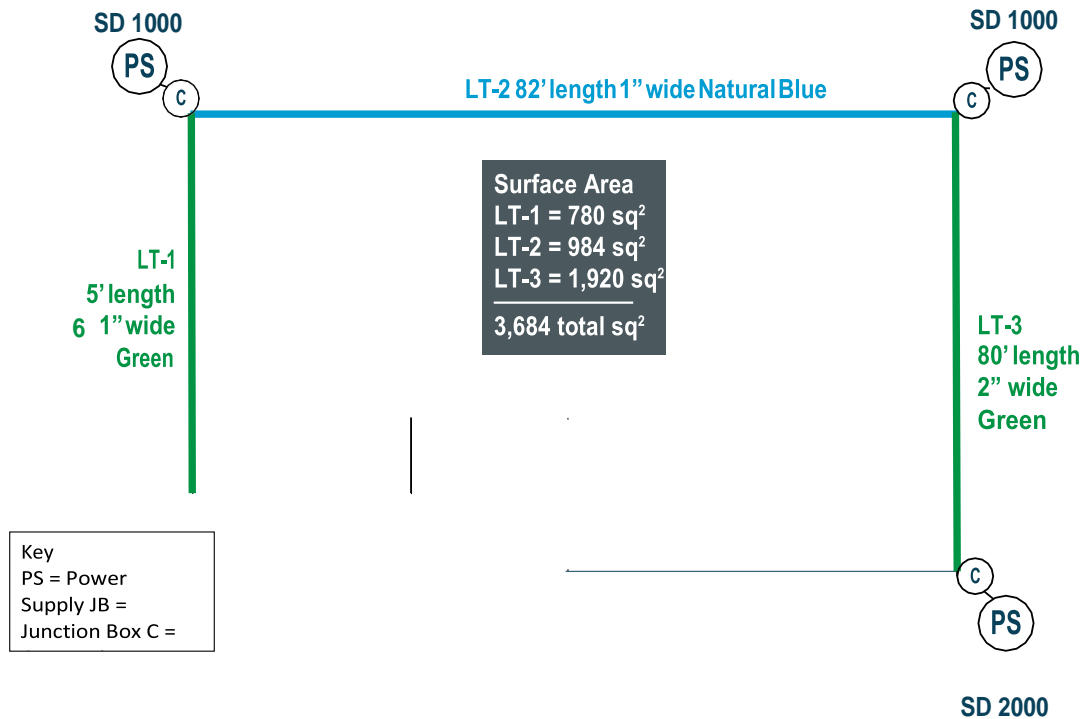 SD 1000
PS
C
SD 1000
PS
C
LT-2 82’ length 1” wide Natural Blue
Surface Area
LT-1 = 780 sq²
LT-2 = 984 sq²
LT-3 = 1,920 sq²
3,684 total sq²
LT-1
5’ length
6 1” wide
Green
LT-3
80’ length
2” wide
Green
Key
PS = Power
Supply JB =
Junction Box C =
C
PS
SD 2000